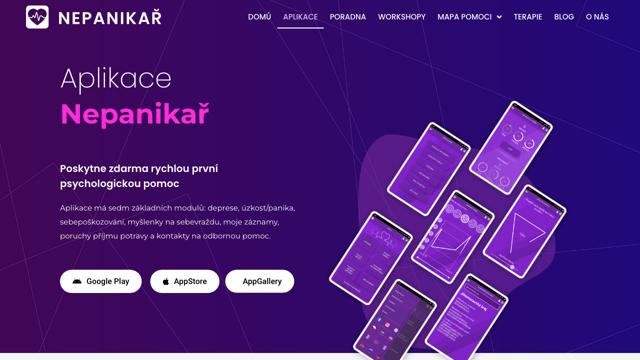 NEPANIKAŘ
DOMŮ APLIKACE PORADNA WORKSHOPY MAPA POMOCI TERAPIE BLOG O NÁS
Aplikace
Nepanikař
Poskytne zdarma rychlou první
psychologickou pomoc
Aplikace má sedm základních modulů: deprese, úzkost/panika,
sebepoškozování, myšlenky na sebevraždu, moje záznamy,
poruchy příjmu potravy a kontakty na odbornou pomoc.
Google Play AppStore AppGallery